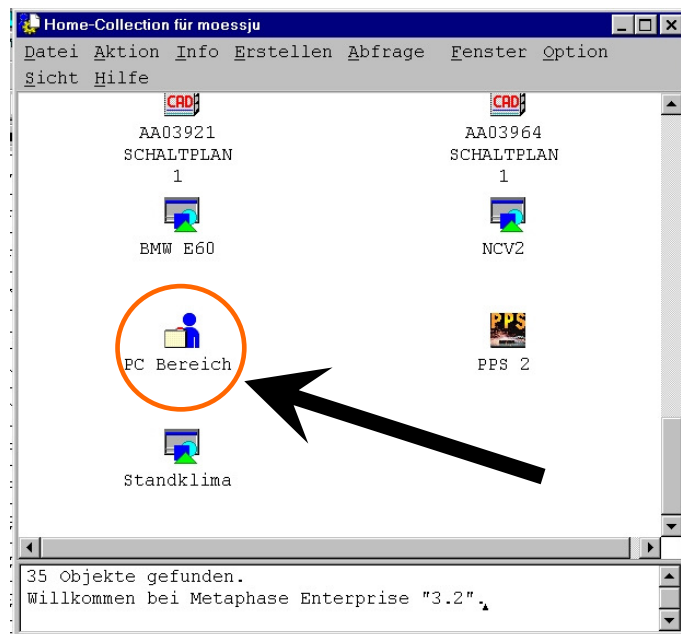 Home-Collection für moessju
Datei Aktion Info Erstellen Abfrage Fenster Option
Sicht Hilfe
CAD CAD
AA03921 AA03964
SCHALTPLAN SCHALTPLAN
1 1
BMW E60 NCV2
PPS
PC Bereich PPS 2
Standklima
35 Objekte gefunden.
Willkommen bei Metaphase Enterprise "3.2".